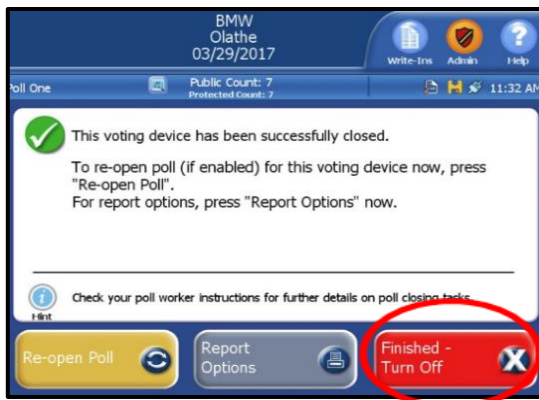 BMW
Olathe
03/29/2017
Write-Ins Admin Help
Poll One
Public Count: 7
Protected Count: 7
11:32 AM
This voting device has been successfully closed.
To re-open poll (if enabled) for this voting device now, press
"Re-open Poll".
For report options, press "Report Options" now.
Check your poll worker instructions for further details on poll closing tasks.
Hint
Re-open Poll
Report
Options
Finished -
Turn Off